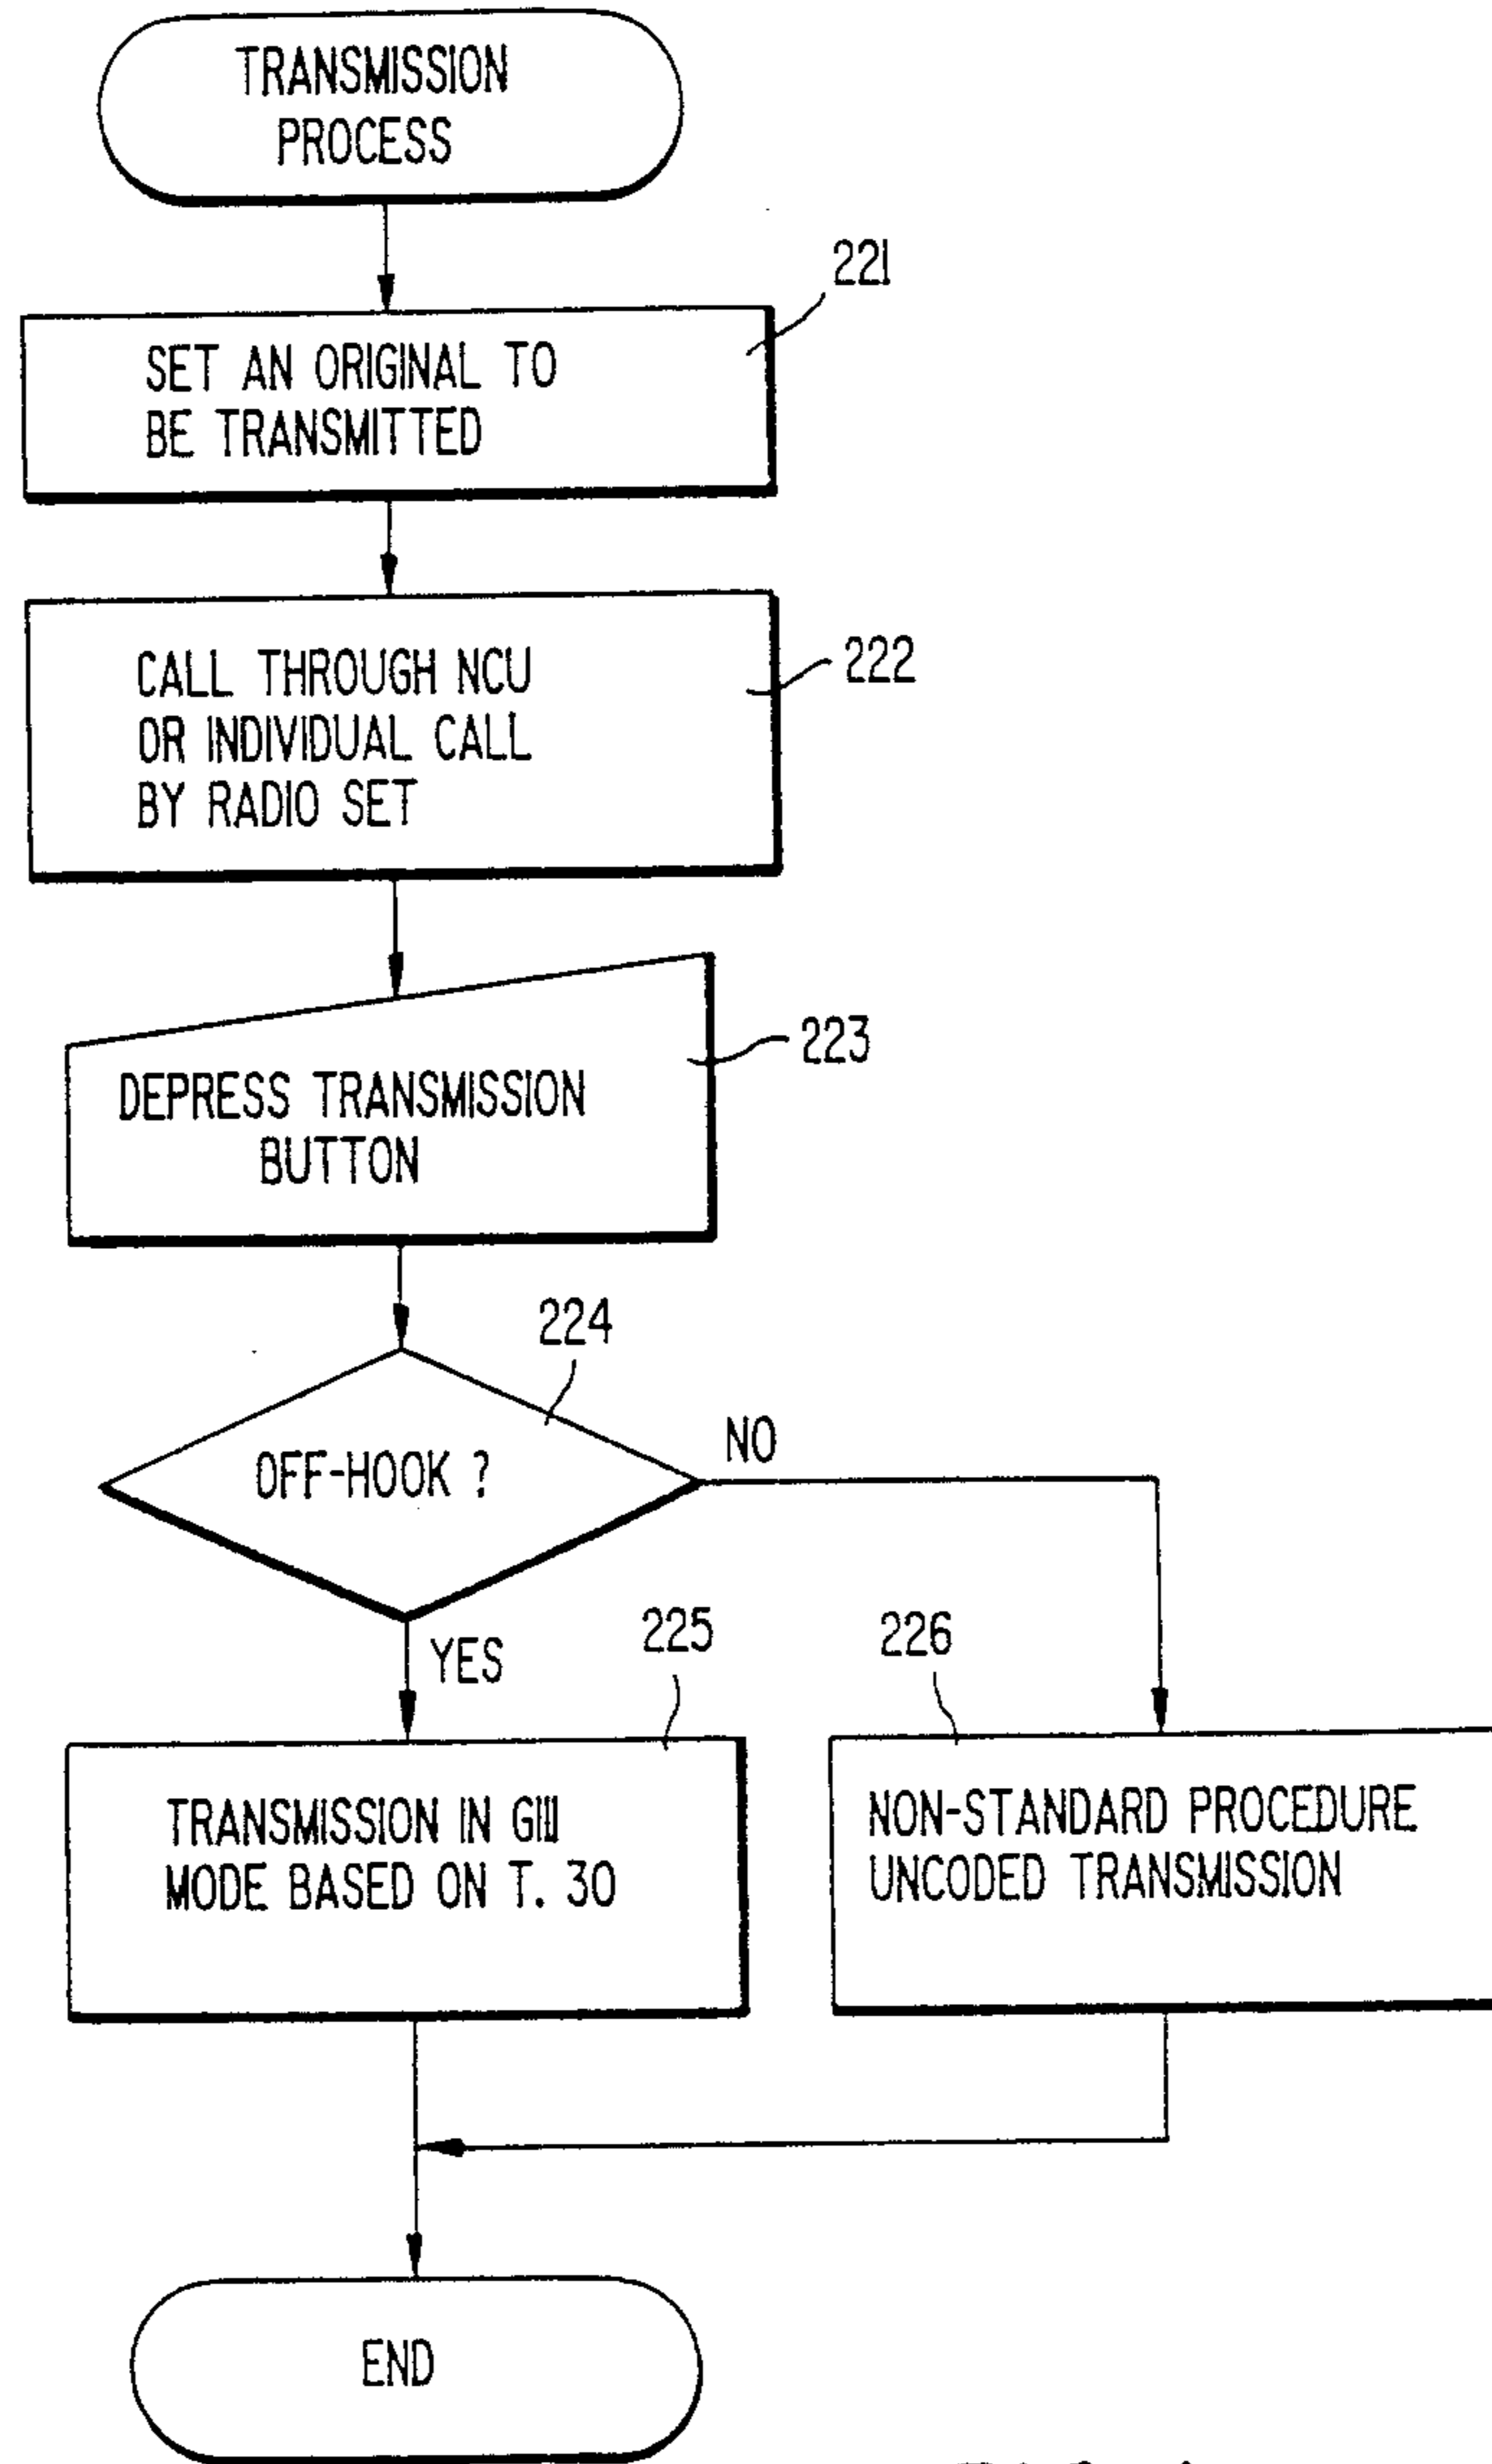 TRANSMISSION
PROCESS
221
SET AN ORIGINAL TO
BE TRANSMITTED
222
CALL THROUGH NCU
OR INDIVIDUAL CALL
BY RADIO SET
223
DEPRESS TRANSMISSION
BUTTON
224
OFF-HOOK ?
NO
YES
225
226
TRANSMISSION IN GIII
MODE BASED ON T. 30
NON-STANDARD PROCEDURE
UNCODED TRANSMISSION
END